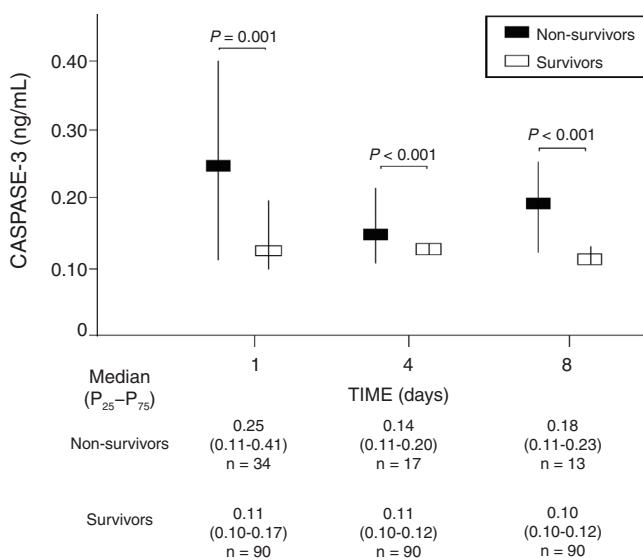 P = 0.001
Non-survivors
Survivors
0.40
0.30
0.20
0.10
0
CASPASE-3 (ng/mL)
P < 0.001
P < 0.001
1 4 8
TIME (days)
Median
(P25–P75)
Non-survivors
0.25 0.14 0.18
(0.11-0.41) (0.11-0.20) (0.11-0.23)
n = 34 n = 17 n = 13
Survivors
0.11 0.11 0.10
(0.10-0.17) (0.10-0.12) (0.10-0.12)
n = 90 n = 90 n = 90